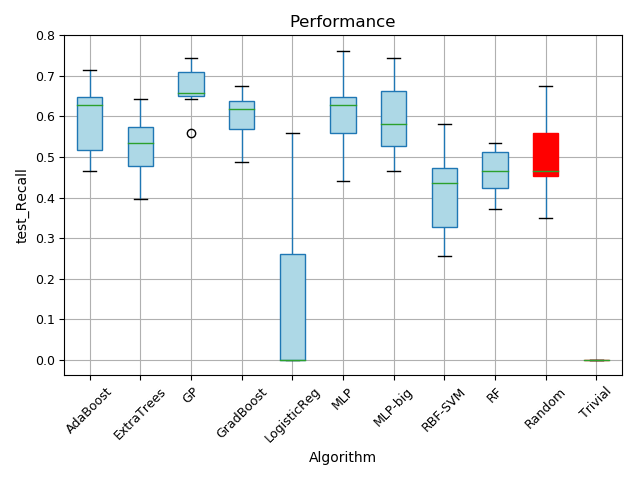 Performance
test_Recall
0.8
0.7
0.6
0.5
0.4
0.3
0.2
0.1
0.0
AdaBoost
ExtraTrees
GP
GradBoost
LogisticReg
MLP
MLP-big
RBF-SVM
RF
Random
Trivial
Algorithm